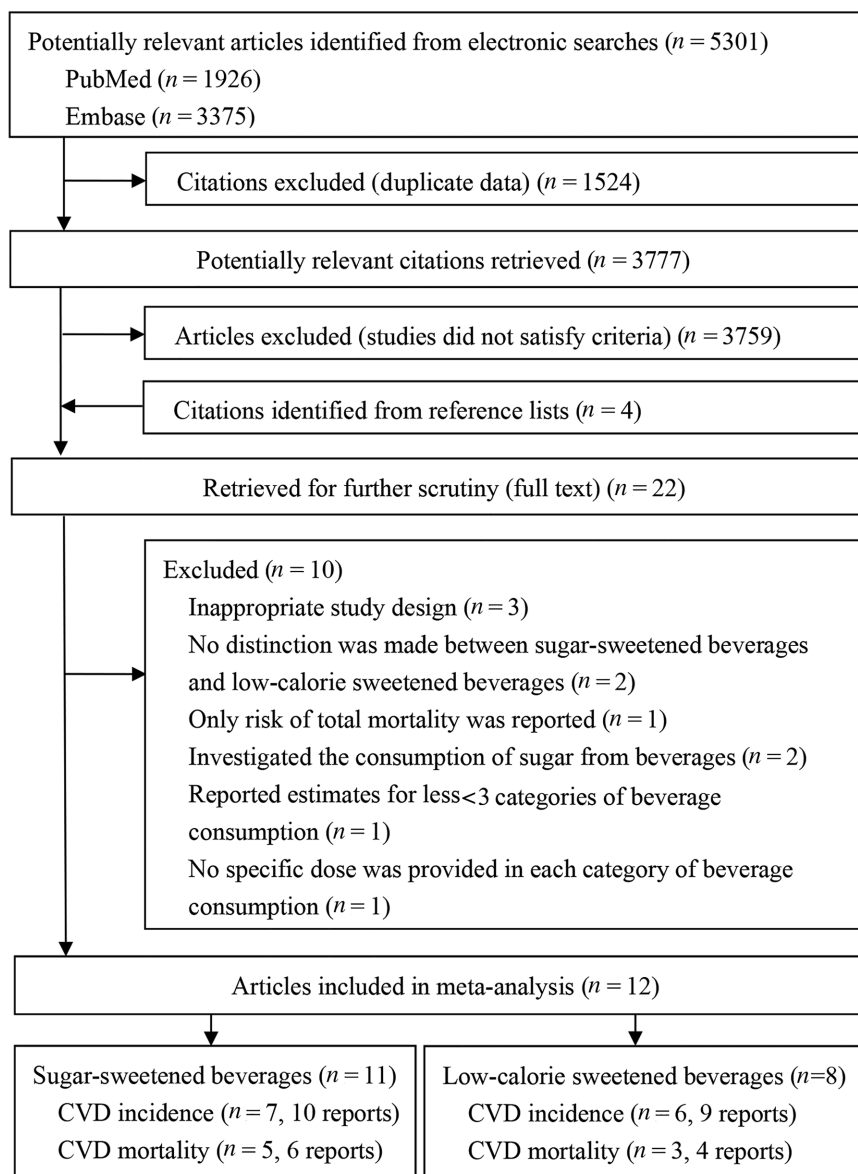 Potentially relevant articles identified from electronic searches (n = 5301)
PubMed (n = 1926)
Embase (n = 3375)
Citations excluded (duplicate data) (n = 1524)
Potentially relevant citations retrieved (n = 3777)
Articles excluded (studies did not satisfy criteria) (n = 3759)
Citations identified from reference lists (n = 4)
Retrieved for further scrutiny (full text) (n = 22)
Excluded (n = 10)
Inappropriate study design (n = 3)
No distinction was made between sugar-sweetened beverages
and low-calorie sweetened beverages (n = 2)
Only risk of total mortality was reported (n = 1)
Investigated the consumption of sugar from beverages (n = 2)
Reported estimates for less<3 categories of beverage
consumption (n = 1)
No specific dose was provided in each category of beverage
consumption (n = 1)
Articles included in meta-analysis (n = 12)
Sugar-sweetened beverages (n = 11)
CVD incidence (n = 7, 10 reports)
CVD mortality (n = 5, 6 reports)
Low-calorie sweetened beverages (n=8)
CVD incidence (n = 6, 9 reports)
CVD mortality (n = 3, 4 reports)